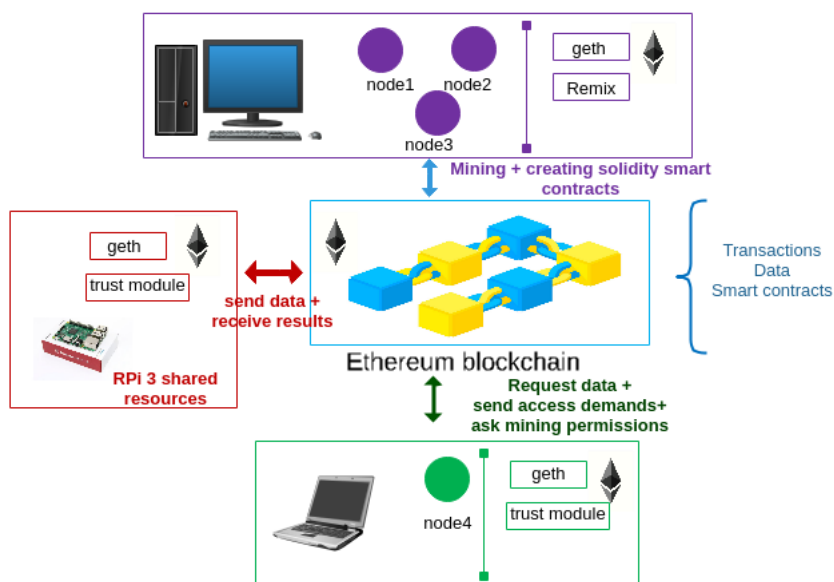 geth
Remix
node1
node2
node3
Mining + creating solidity smart
contracts
geth
trust module
RPi 3 shared
resources
send data +
receive results
Ethereum blockchain
Transactions
Data
Smart contracts
Request data +
send access demands+
ask mining permissions
node4
geth
trust module